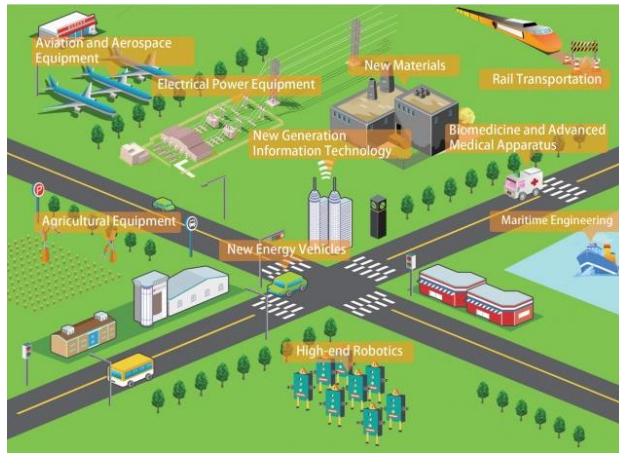 Aviation and Aerospace
Equipment
Electrical Power Equipment
New Materials
Rail Transportation
New Generation
Information Technology
Biomedicine and Advanced
Medical Apparatus
Agricultural Equipment
Maritime Engineering
New Energy Vehicles
High-end Robotics
P